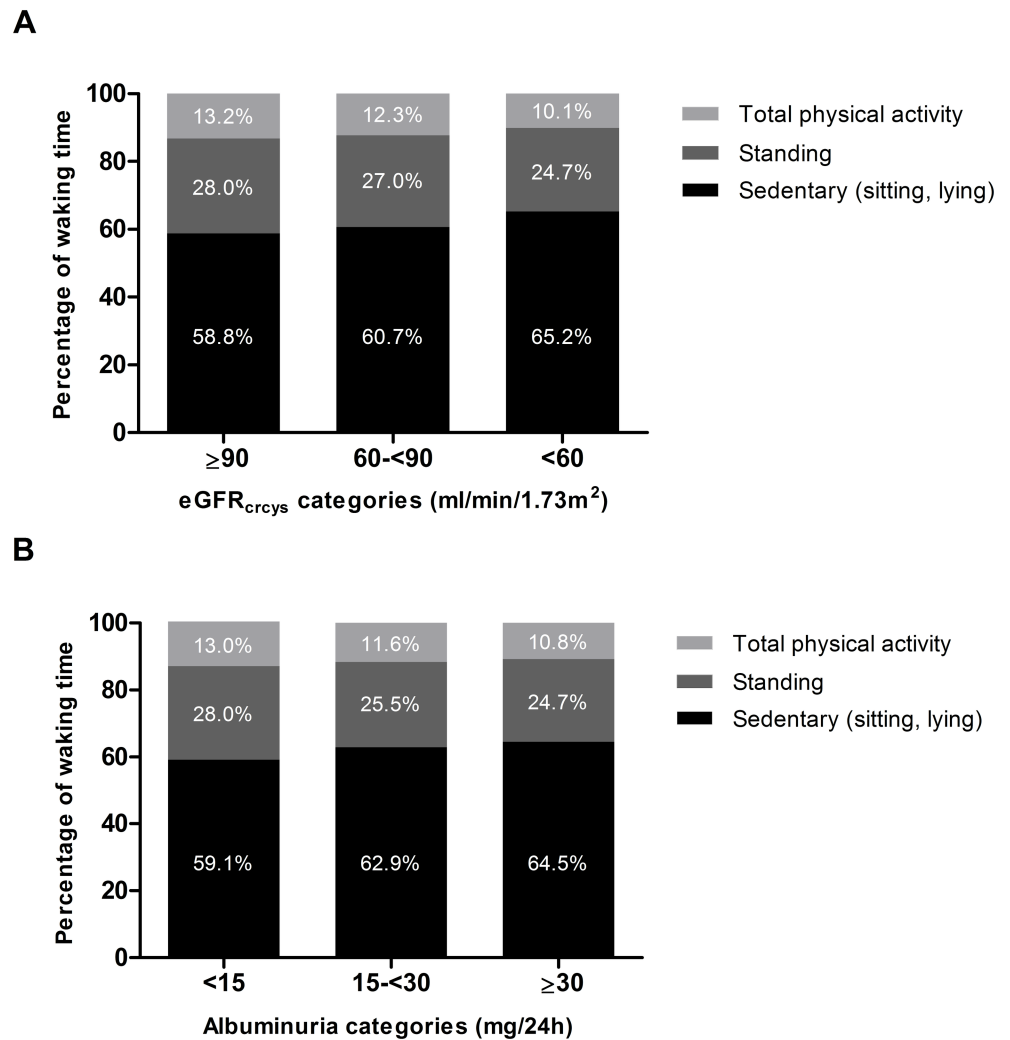 A
100
80
60
40
20
0
Percentage of waking time
13.2% 12.3% 10.1%
28.0% 27.0% 24.7%
58.8% 60.7% 65.2%
≥90 60-<90 <60
eGFRcrcys categories (ml/min/1.73m²)
Total physical activity
Standing
Sedentary (sitting, lying)
B
100
80
60
40
20
0
Percentage of waking time
13.0% 11.6% 10.8%
28.0% 25.5% 24.7%
59.1% 62.9% 64.5%
<15 15-<30 ≥30
Albuminuria categories (mg/24h)
Total physical activity
Standing
Sedentary (sitting, lying)